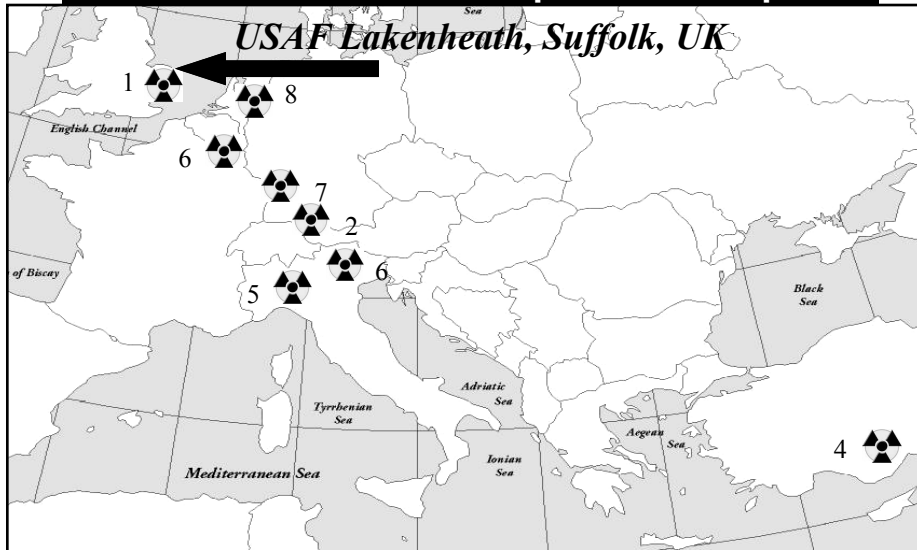 USAF Lakenheath, Suffolk, UK
Sea
1
8
English Channel
6
7
2
of Biscay
6
5
Black
Sea
Adriatic
Sea
Tyrrhenian
Sea
Aegean
Sea
4
Ionian
Sea
Mediterranean Sea